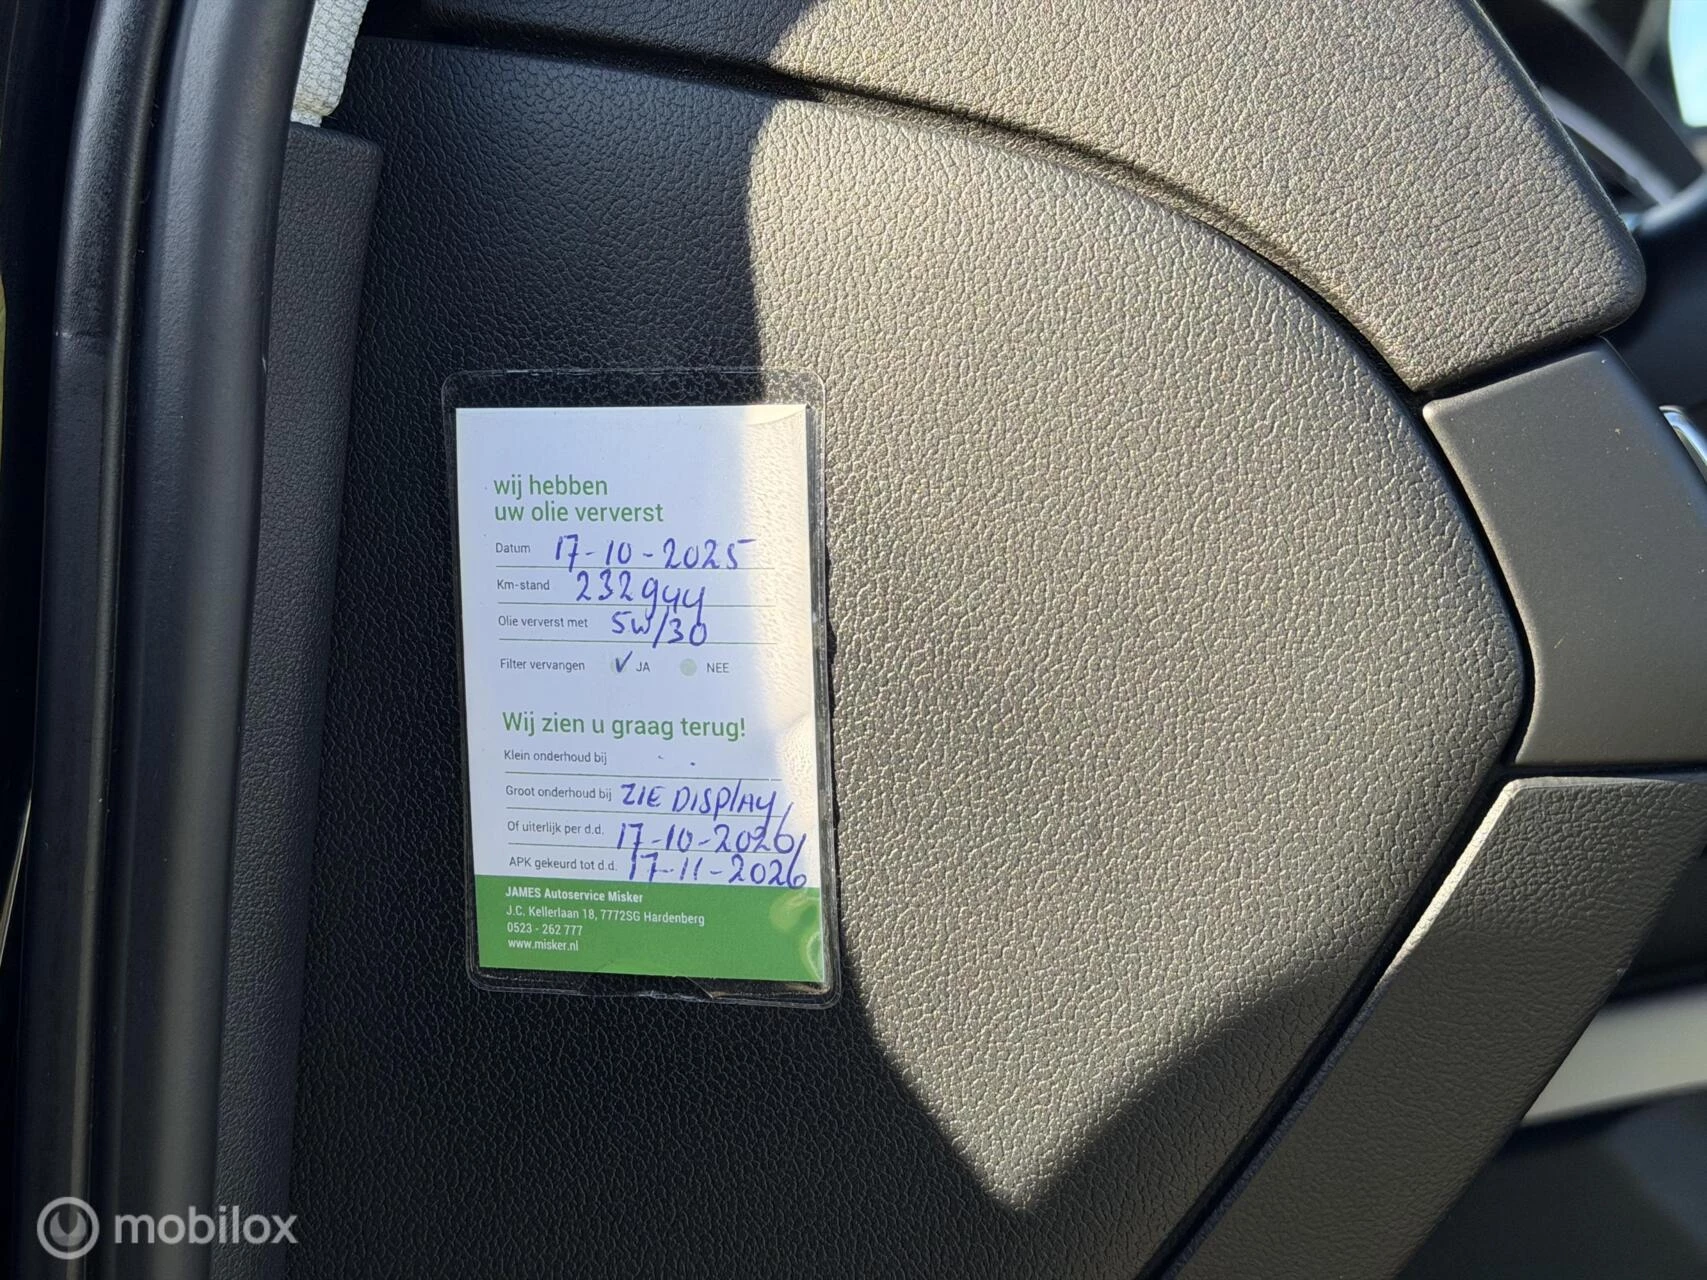 wij hebben
uw olie ververst
Datum 17-10-2025
Km-stand 232944
Olie ververst met 5W/30
Filter vervangen ✓ JA NEE
Wij zien u graag terug!
Klein onderhoud bij
Groot onderhoud bij ZIE DISPLAY,
Of uiterlijk per d.d. 17-10-2026,
APK gekeurd tot d.d. 17-11-2026
JAMES Autoservice Misker
J.C. Kellerlaan 18, 7772SG Hardenberg
0523 - 262 777
www.misker.nl
mobilox